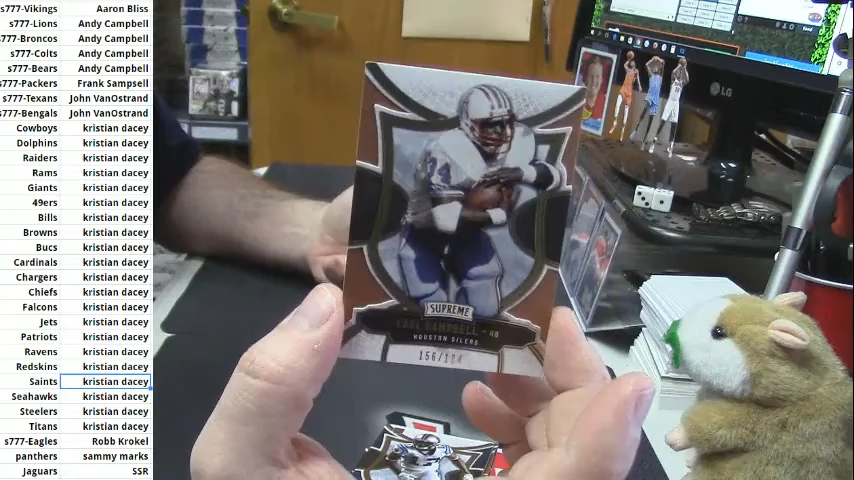 s777-Vikings Aaron Bliss
s777-Lions Andy Campbell
s777-Broncos Andy Campbell
s777-Colts Andy Campbell
s777-Bears Andy Campbell
s777-Packers Frank Sampsell
s777-Texans John VanOstrand
s777-Bengals John VanOstrand
Cowboys kristian dacey
Dolphins kristian dacey
Raiders kristian dacey
Rams kristian dacey
Giants kristian dacey
49ers kristian dacey
Bills kristian dacey
Browns kristian dacey
Bucs kristian dacey
Cardinals kristian dacey
Chargers kristian dacey
Chiefs kristian dacey
Falcons kristian dacey
Jets kristian dacey
Patriots kristian dacey
Ravens kristian dacey
Redskins kristian dacey
Saints kristian dacey
Seahawks kristian dacey
Steelers kristian dacey
Titans kristian dacey
s777-Eagles Robb Krokel
panthers sammy marks
Jaguars SSR
LG
SUPREME
EARL CAMPBELL - RB
HOUSTON OILERS
156/184